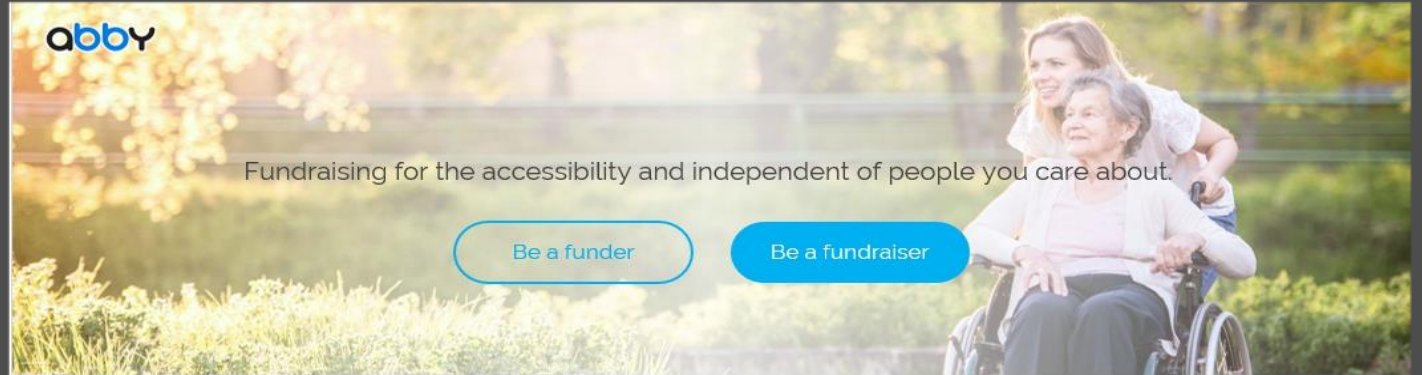 abby
Fundraising for the accessibility and independent of people you care about.
Be a funder
Be a fundraiser